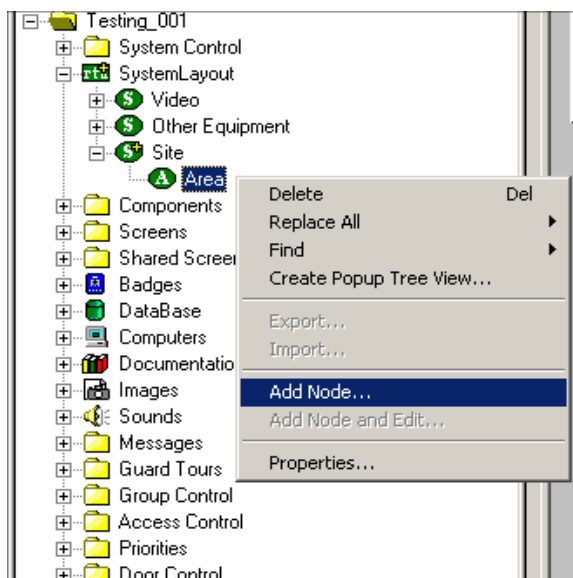 Testing_001
System Control
SystemLayout
Video
Other Equipment
Site
Area
Components
Screens
Shared Screen
Badges
DataBase
Computers
Documentatio
Images
Sounds
Messages
Guard Tours
Group Control
Access Control
Priorities
Door Control
Delete Del
Replace All
Find
Create Popup Tree View...
Export...
Import...
Add Node...
Add Node and Edit...
Properties...